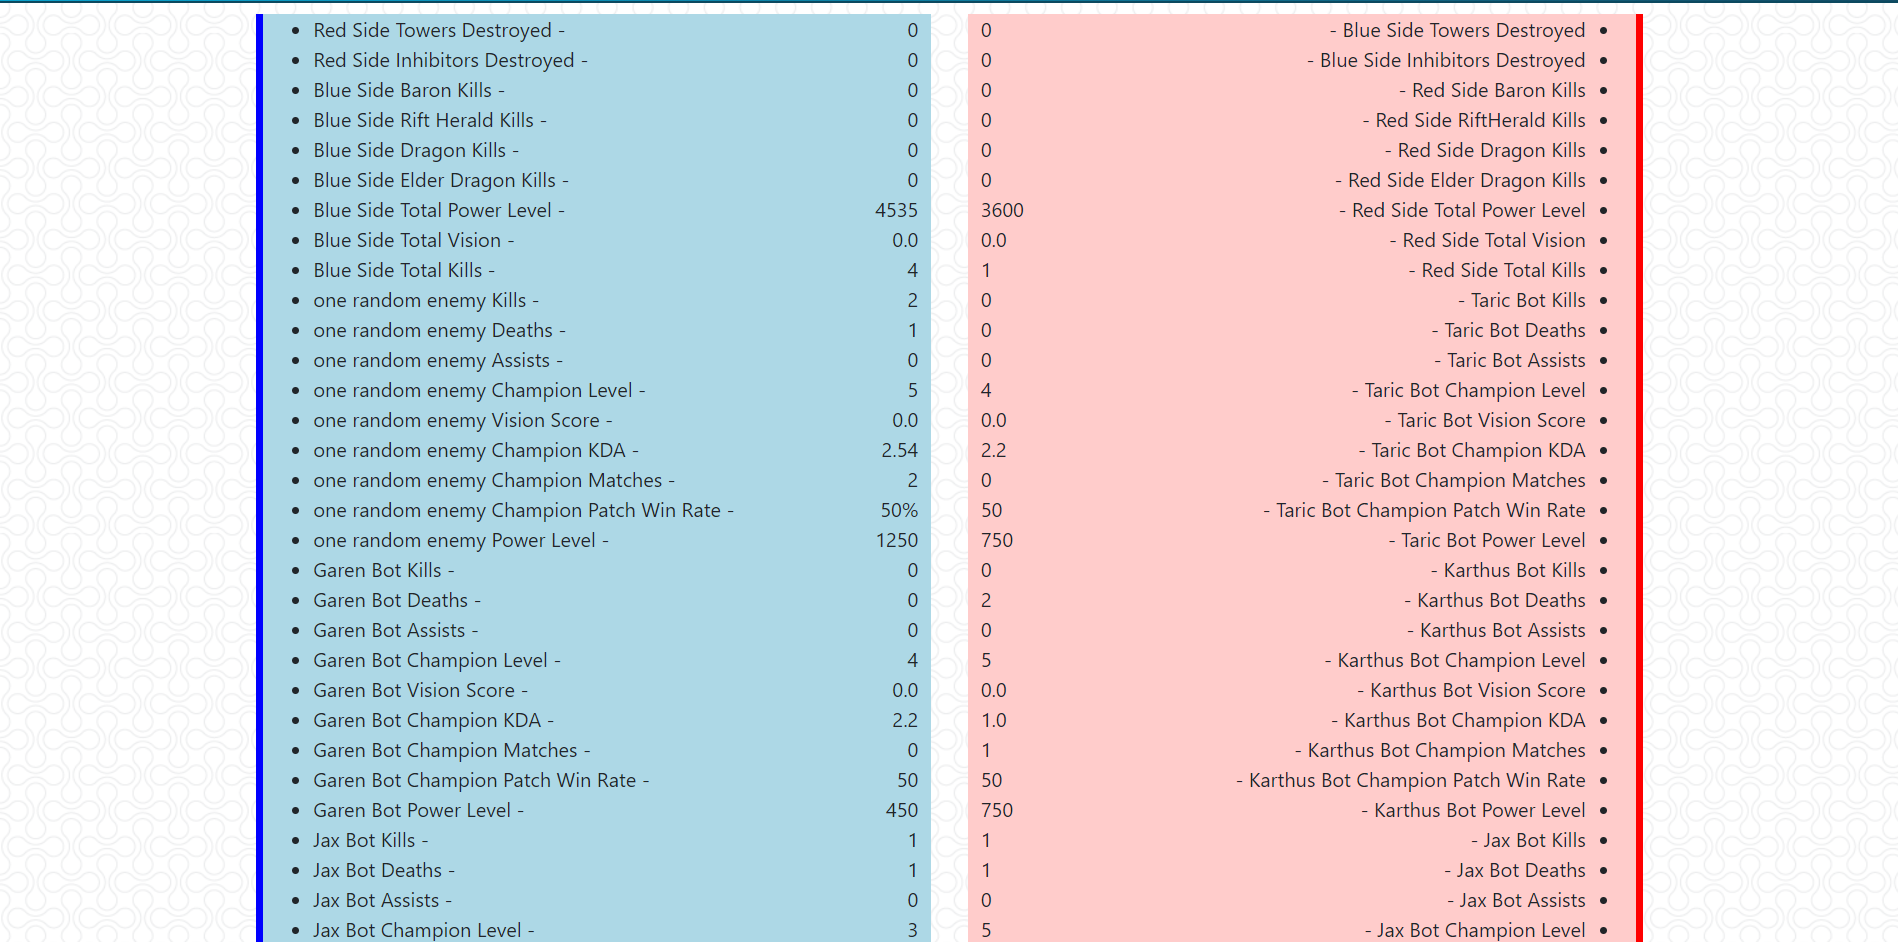 Red Side Towers Destroyed - 0
Red Side Inhibitors Destroyed - 0
Blue Side Baron Kills - 0
Blue Side Rift Herald Kills - 0
Blue Side Dragon Kills - 0
Blue Side Elder Dragon Kills - 0
Blue Side Total Power Level - 4535
Blue Side Total Vision - 0.0
Blue Side Total Kills - 4
one random enemy Kills - 2
one random enemy Deaths - 1
one random enemy Assists - 0
one random enemy Champion Level - 5
one random enemy Vision Score - 0.0
one random enemy Champion KDA - 2.54
one random enemy Champion Matches - 2
one random enemy Champion Patch Win Rate - 50%
one random enemy Power Level - 1250
Garen Bot Kills - 0
Garen Bot Deaths - 0
Garen Bot Assists - 0
Garen Bot Champion Level - 4
Garen Bot Vision Score - 0.0
Garen Bot Champion KDA - 2.2
Garen Bot Champion Matches - 0
Garen Bot Champion Patch Win Rate - 50
Garen Bot Power Level - 450
Jax Bot Kills - 1
Jax Bot Deaths - 1
Jax Bot Assists - 0
Jax Bot Champion Level - 3
0 - Blue Side Towers Destroyed
0 - Blue Side Inhibitors Destroyed
0 - Red Side Baron Kills
0 - Red Side RiftHerald Kills
0 - Red Side Dragon Kills
0 - Red Side Elder Dragon Kills
3600 - Red Side Total Power Level
0.0 - Red Side Total Vision
1 - Red Side Total Kills
0 - Taric Bot Kills
0 - Taric Bot Deaths
0 - Taric Bot Assists
4 - Taric Bot Champion Level
0.0 - Taric Bot Vision Score
2.2 - Taric Bot Champion KDA
0 - Taric Bot Champion Matches
50 - Taric Bot Champion Patch Win Rate
750 - Taric Bot Power Level
0 - Karthus Bot Kills
2 - Karthus Bot Deaths
0 - Karthus Bot Assists
5 - Karthus Bot Champion Level
0.0 - Karthus Bot Vision Score
1.0 - Karthus Bot Champion KDA
1 - Karthus Bot Champion Matches
50 - Karthus Bot Champion Patch Win Rate
750 - Karthus Bot Power Level
1 - Jax Bot Kills
1 - Jax Bot Deaths
0 - Jax Bot Assists
5 - Jax Bot Champion Level